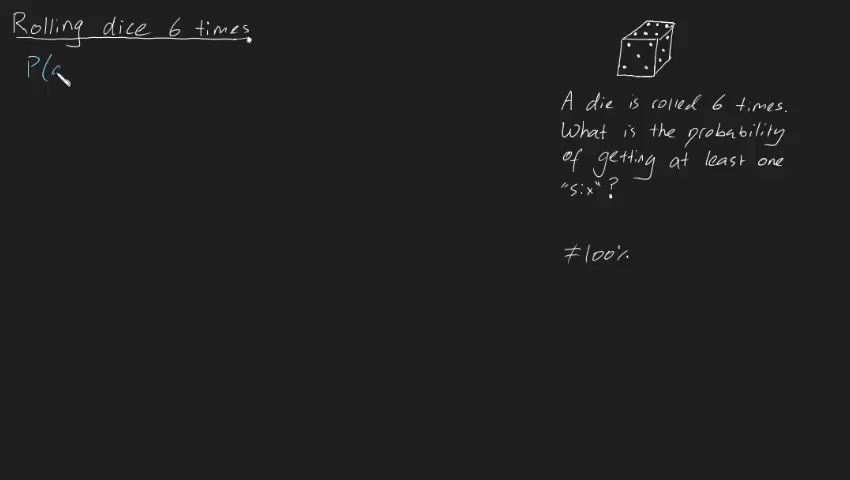 Rolling dice 6 times
P(a
A die is rolled 6 times.
What is the probability
of getting at least one
"six"?
≠100%